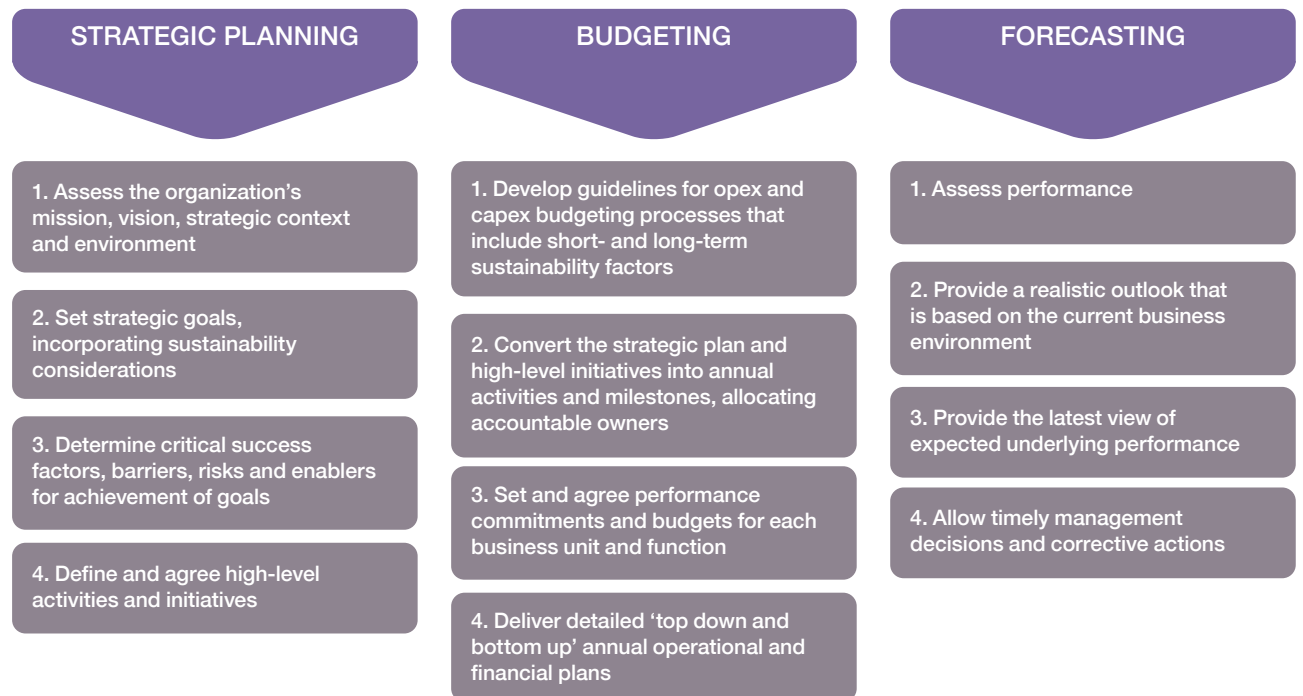 STRATEGIC PLANNING
1. Assess the organization’s
mission, vision, strategic context
and environment
2. Set strategic goals,
incorporating sustainability
considerations
3. Determine critical success
factors, barriers, risks and enablers
for achievement of goals
4. Define and agree high-level
activities and initiatives
BUDGETING
1. Develop guidelines for opex and
capex budgeting processes that
include short- and long-term
sustainability factors
2. Convert the strategic plan and
high-level initiatives into annual
activities and milestones, allocating
accountable owners
3. Set and agree performance
commitments and budgets for each
business unit and function
4. Deliver detailed ‘top down and
bottom up’ annual operational and
financial plans
FORECASTING
1. Assess performance
2. Provide a realistic outlook that
is based on the current business
environment
3. Provide the latest view of
expected underlying performance
4. Allow timely management
decisions and corrective actions